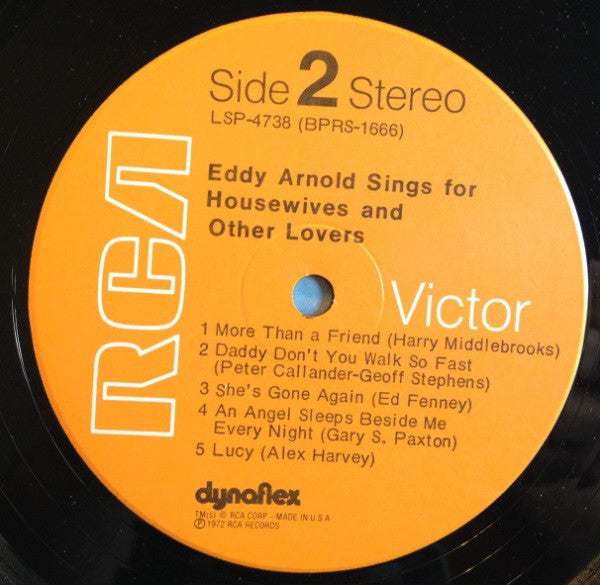 Side 2 Stereo
LSP-4738 (BPRS-1666)
Eddy Arnold Sings for
Housewives and
Other Lovers
RCA
Victor
1 More Than a Friend (Harry Middlebrooks)
2 Daddy Don't You Walk So Fast
(Peter Callander-Geoff Stephens)
3 She's Gone Again (Ed Fenney)
4 An Angel Sleeps Beside Me
Every Night (Gary S. Paxton)
5 Lucy (Alex Harvey)
dynaflex
TM(s) ® RCA CORP.-MADE IN U.S.A
℗ 1972 RCA RECORDS